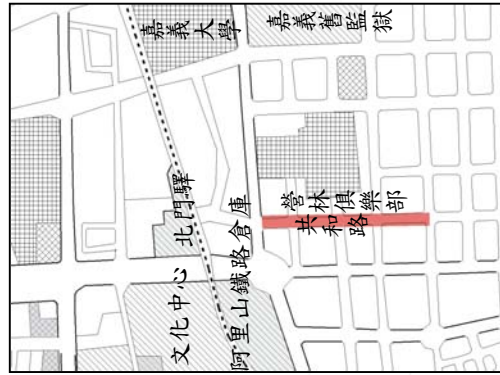 嘉義大學
嘉義舊監獄
北門驛
文化中心
阿里山鐵路倉庫
營林俱樂部
共和路